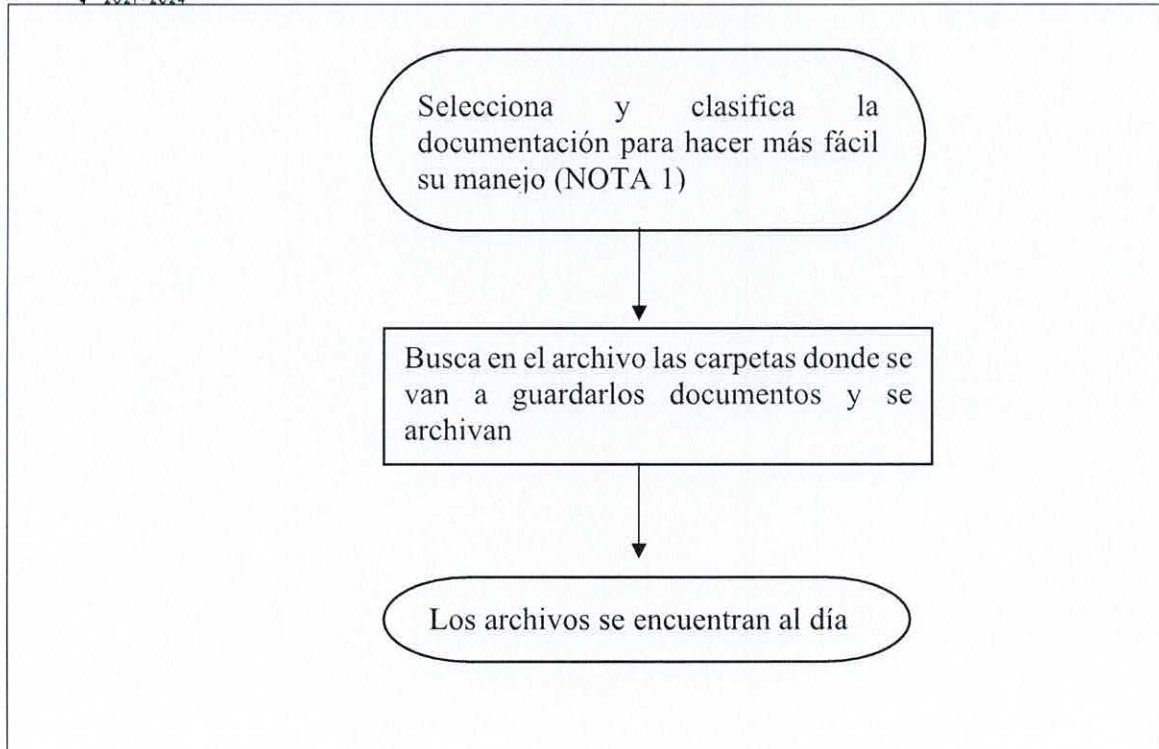 Selecciona y clasifica la
documentación para hacer más fácil
su manejo (NOTA 1)
Busca en el archivo las carpetas donde se
van a guardarlos documentos y se
archivan
Los archivos se encuentran al día